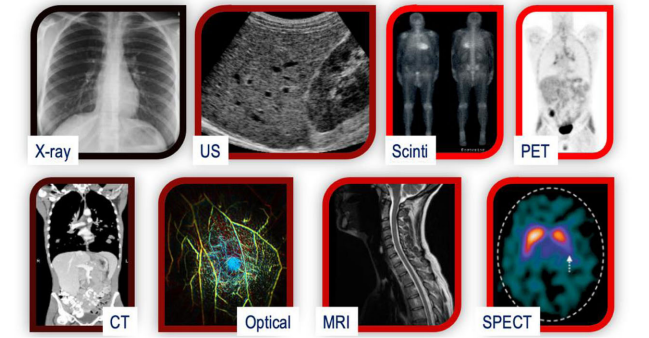 X-ray
US
Scinti
PET
CT
Optical
MRI
SPECT